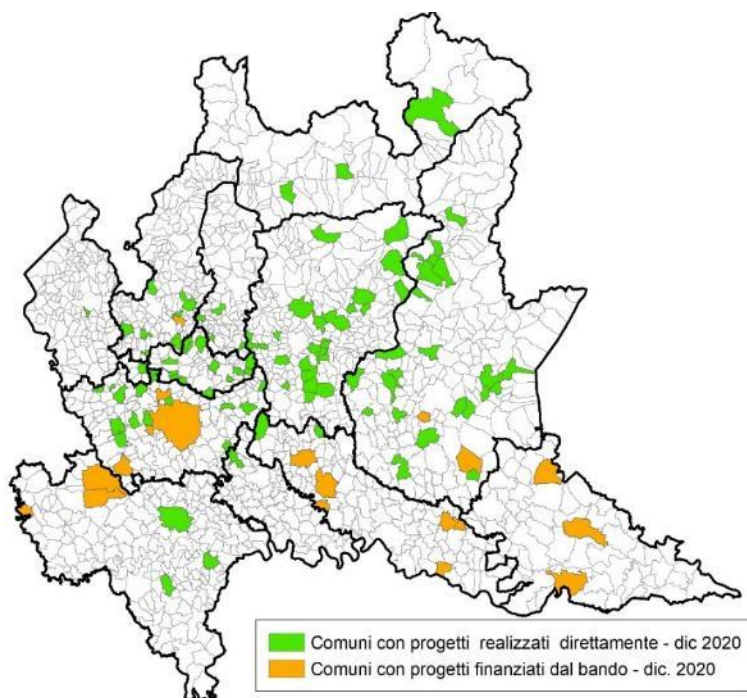 Comuni con progetti realizzati direttamente - dic 2020
Comuni con progetti finanziati dal bando - dic. 2020